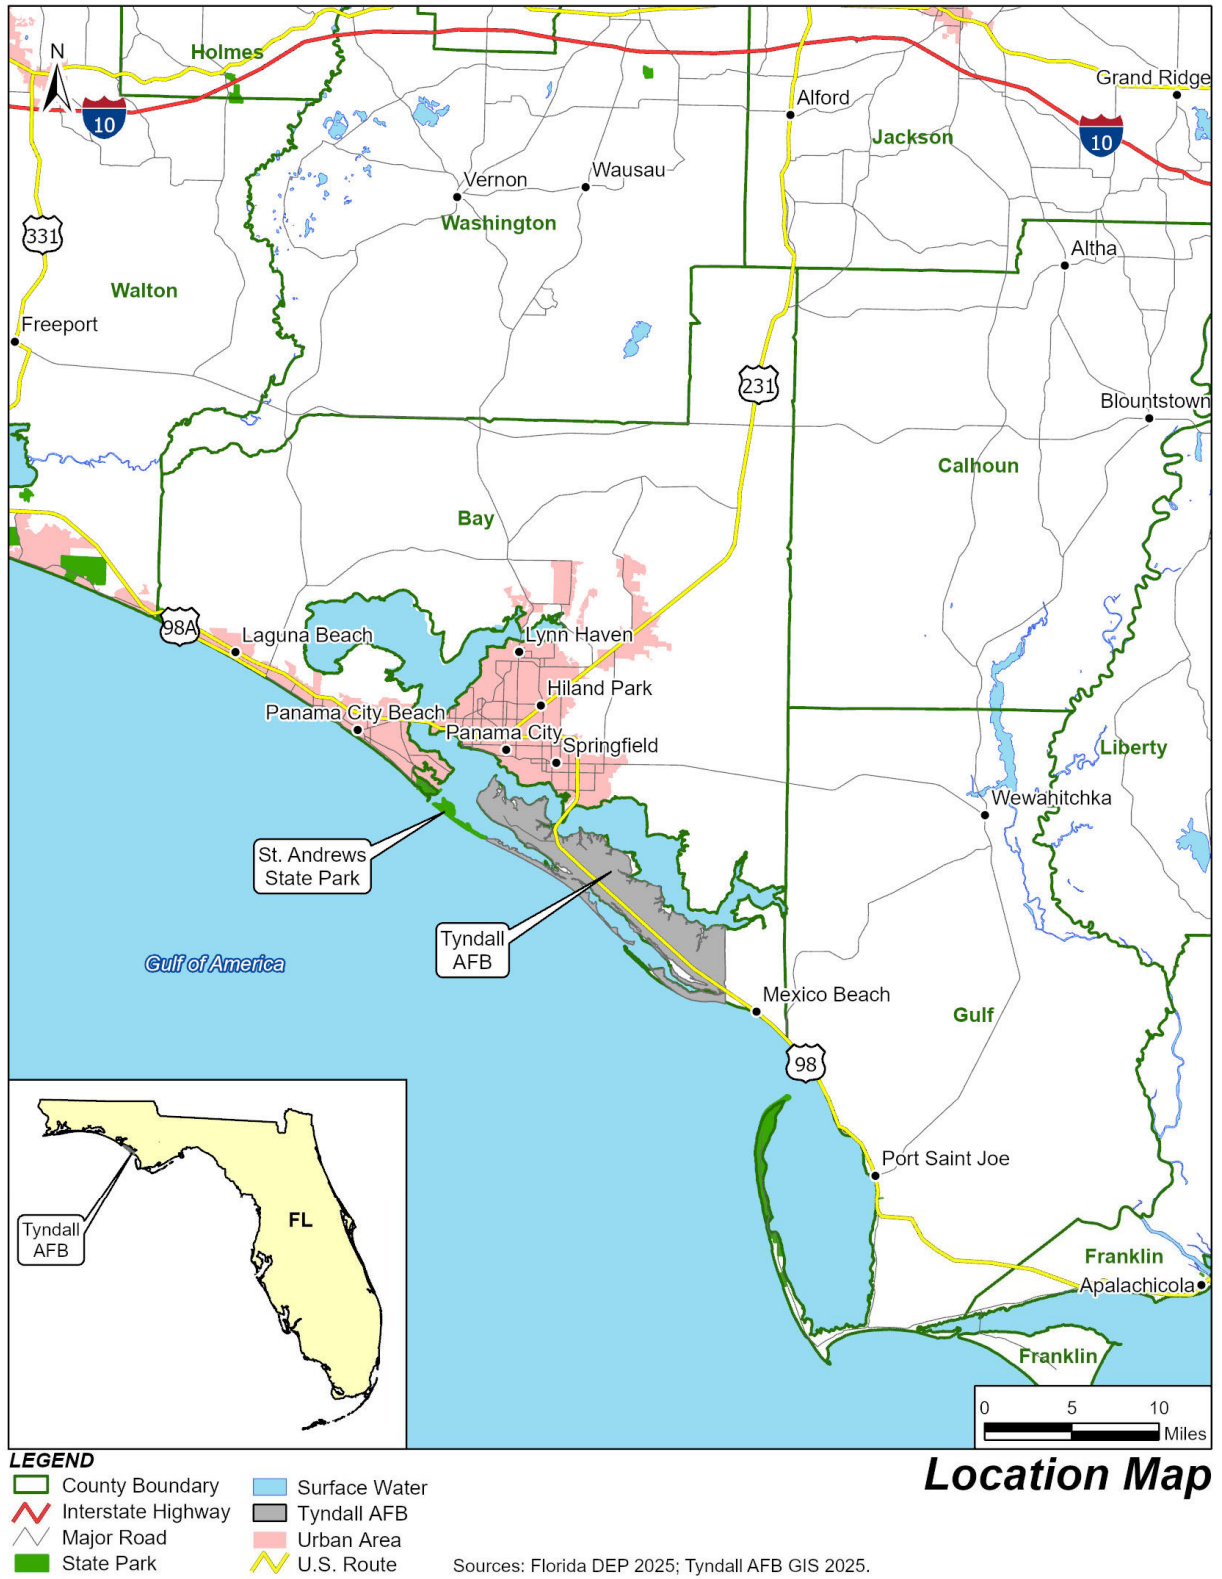 Holmes
N
10
Grand Ridge
Alford
Jackson
10
Wausau
Vernon
Washington
331
Altha
Walton
Freeport
231
Blountstown
Calhoun
Bay
98A
Laguna Beach
Lynn Haven
Hiland Park
Panama City Beach
Panama City
Springfield
Liberty
Wewahitchka
St. Andrews
State Park
Tyndall
AFB
Gulf of America
Mexico Beach
Gulf
98
Port Saint Joe
Tyndall
AFB
FL
Franklin
Apalachicola
Franklin
0 5 10
Miles
LEGEND
County Boundary
Interstate Highway
Major Road
State Park
Surface Water
Tyndall AFB
Urban Area
U.S. Route
Location Map
Sources: Florida DEP 2025; Tyndall AFB GIS 2025.